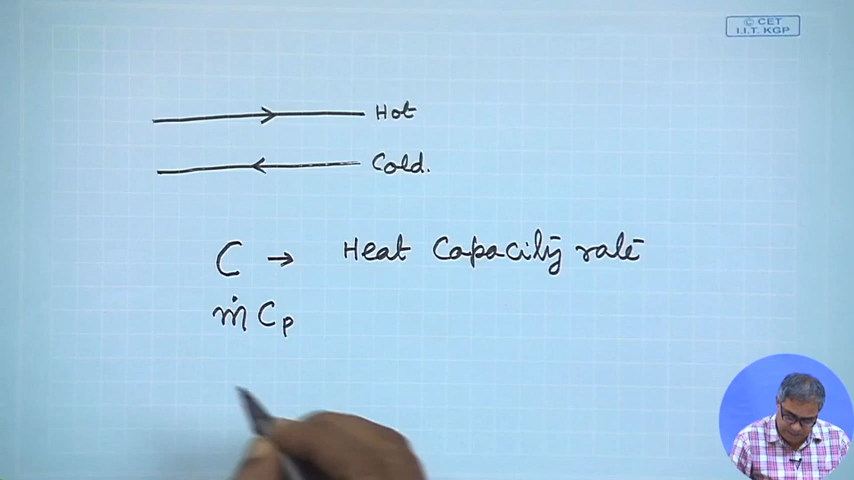 © CET
I.I.T. KGP
Hot
Cold.
C → Heat Capacity rate
ṁ Cp